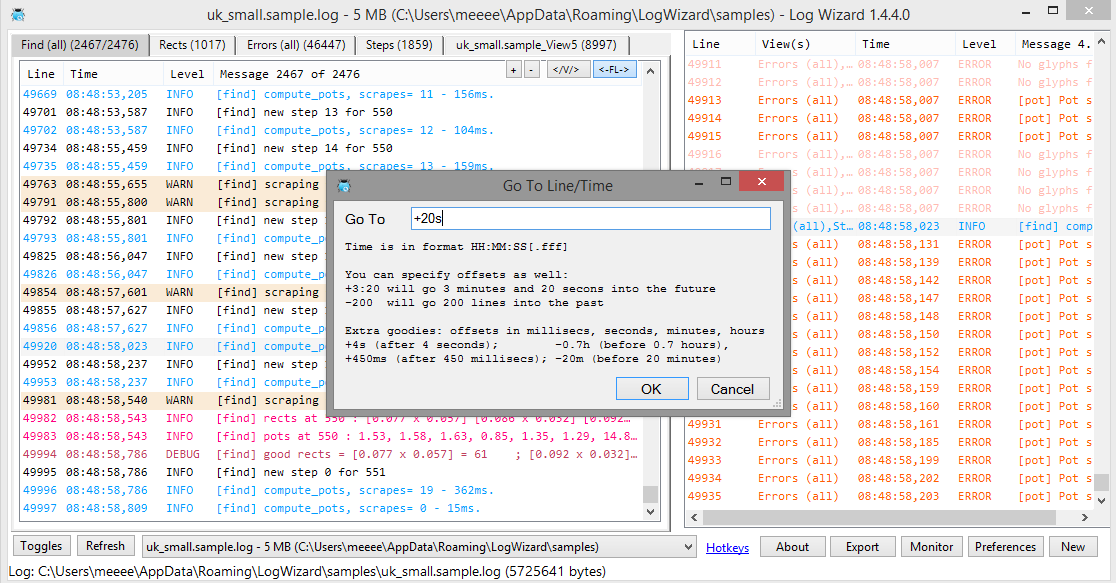 uk_small.sample.log - 5 MB (C:\Users\meeee\AppData\Roaming\LogWizard\samples) - Log Wizard 1.4.4.0
Find (all) (2467/2476) Rects (1017) Errors (all) (46447) Steps (1859) uk_small.sample_View5 (8997)
Line Time Level Message 2467 of 2476 + - </V/> <-FL->
49669 08:48:53,205 INFO [find] compute_pots, scrapes= 11 - 156ms.
49701 08:48:53,587 INFO [find] new step 13 for 550
49702 08:48:53,587 INFO [find] compute_pots, scrapes= 12 - 104ms.
49734 08:48:55,459 INFO [find] new step 14 for 550
49735 08:48:55,459 INFO [find] compute_pots, scrapes= 13 - 159ms.
49763 08:48:55,655 WARN [find] scraping
49791 08:48:55,800 WARN [find] scraping
49792 08:48:55,801 INFO [find] new step
49793 08:48:55,801 INFO [find] compute_p
49825 08:48:56,047 INFO [find] new step
49826 08:48:56,047 INFO [find] compute_p
49854 08:48:57,601 WARN [find] scraping
49855 08:48:57,627 INFO [find] new step
49856 08:48:57,627 INFO [find] compute_p
49920 08:48:58,023 INFO [find] compute_p
49952 08:48:58,237 INFO [find] new step
49953 08:48:58,237 INFO [find] compute_p
49981 08:48:58,540 WARN [find] scraping
49982 08:48:58,543 INFO [find] rects at 550 : [0.077 x 0.057] [0.086 x 0.032] [0.092…
49983 08:48:58,543 INFO [find] pots at 550 : 1.53, 1.58, 1.63, 0.85, 1.35, 1.29, 14.8…
49994 08:48:58,786 DEBUG [find] good rects = [0.077 x 0.057] = 61 ; [0.092 x 0.032]…
49995 08:48:58,786 INFO [find] new step 0 for 551
49996 08:48:58,786 INFO [find] compute_pots, scrapes= 19 - 362ms.
49997 08:48:58,809 INFO [find] compute_pots, scrapes= 0 - 15ms.
Line View(s) Time Level Message 4.
49911 Errors (all),… 08:48:58,007 ERROR No glyphs f
49912 Errors (all),… 08:48:58,007 ERROR No glyphs f
49913 Errors (all) 08:48:58,007 ERROR [pot] Pot s
49914 Errors (all) 08:48:58,007 ERROR [pot] Pot s
49915 Errors (all) 08:48:58,007 ERROR [pot] Pot s
49916 Errors (all),… 08:48:58,007 ERROR No glyphs f
s (all),… 08:48:58,007 ERROR No glyphs f
s (all),… 08:48:58,007 ERROR No glyphs f
s (all),… 08:48:58,007 ERROR No glyphs f
(all),St… 08:48:58,023 INFO [find] comp
s (all) 08:48:58,131 ERROR [pot] Pot s
s (all) 08:48:58,139 ERROR [pot] Pot s
s (all) 08:48:58,142 ERROR [pot] Pot s
s (all) 08:48:58,147 ERROR [pot] Pot s
s (all) 08:48:58,148 ERROR [pot] Pot s
s (all) 08:48:58,150 ERROR [pot] Pot s
s (all) 08:48:58,152 ERROR [pot] Pot s
s (all) 08:48:58,154 ERROR [pot] Pot s
s (all) 08:48:58,159 ERROR [pot] Pot s
s (all) 08:48:58,160 ERROR [pot] Pot s
49931 Errors (all) 08:48:58,161 ERROR [pot] Pot s
49932 Errors (all) 08:48:58,185 ERROR [pot] Pot s
49933 Errors (all) 08:48:58,199 ERROR [pot] Pot s
49934 Errors (all) 08:48:58,202 ERROR [pot] Pot s
49935 Errors (all) 08:48:58,203 ERROR [pot] Pot s
Go To Line/Time
Go To +20s
Time is in format HH:MM:SS[.fff]
You can specify offsets as well:
+3:20 will go 3 minutes and 20 secons into the future
-200 will go 200 lines into the past
Extra goodies: offsets in millisecs, seconds, minutes, hours
+4s (after 4 seconds); -0.7h (before 0.7 hours),
+450ms (after 450 millisecs); -20m (before 20 minutes)
OK Cancel
Toggles Refresh uk_small.sample.log - 5 MB (C:\Users\meeee\AppData\Roaming\LogWizard\samples) Hotkeys About Export Monitor Preferences New
Log: C:\Users\meeee\AppData\Roaming\LogWizard\samples\uk_small.sample.log (5725641 bytes)